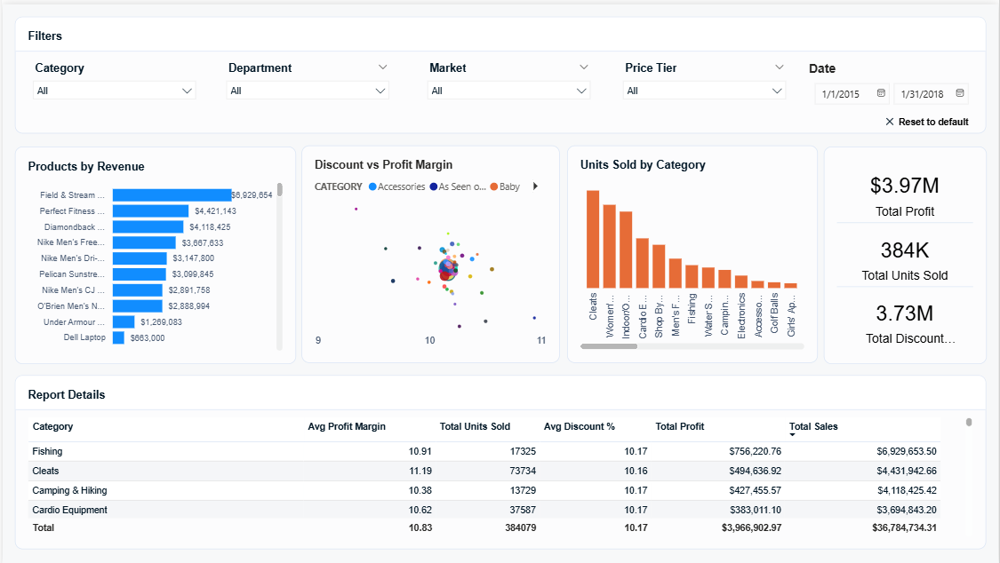 Filters
Category
Department
Market
Price Tier
Date
All
All
All
All
1/1/2015
1/31/2018
Reset to default
Products by Revenue
Field & Stream ...
$6,929,654
Perfect Fitness ...
$4,421,143
Diamondback ...
$4,118,425
Nike Men's Free...
$3,667,633
Nike Men's Dri-...
$3,147,800
Pelican Sunstre...
$3,099,845
Nike Men's CJ ...
$2,891,758
O'Brien Men's N...
$2,888,994
Under Armour ...
$1,269,083
Dell Laptop
$663,000
Discount vs Profit Margin
CATEGORY Accessories As Seen o... Baby
9 10 11
Units Sold by Category
Cleats
Women'...
Indoor/O...
Cardio E...
Shop By...
Men's F...
Fishing
Water S...
Campin...
Electronics
Accesso...
Golf Balls
Girls' Ap...
$3.97M
Total Profit
384K
Total Units Sold
3.73M
Total Discount...
Report Details
Category Avg Profit Margin Total Units Sold Avg Discount % Total Profit Total Sales
Fishing 10.91 17325 10.17 $756,220.76 $6,929,653.50
Cleats 11.19 73734 10.16 $494,636.92 $4,431,942.66
Camping & Hiking 10.38 13729 10.17 $427,455.57 $4,118,425.42
Cardio Equipment 10.62 37587 10.17 $383,011.10 $3,694,843.20
Total 10.83 384079 10.17 $3,966,902.97 $36,784,734.31